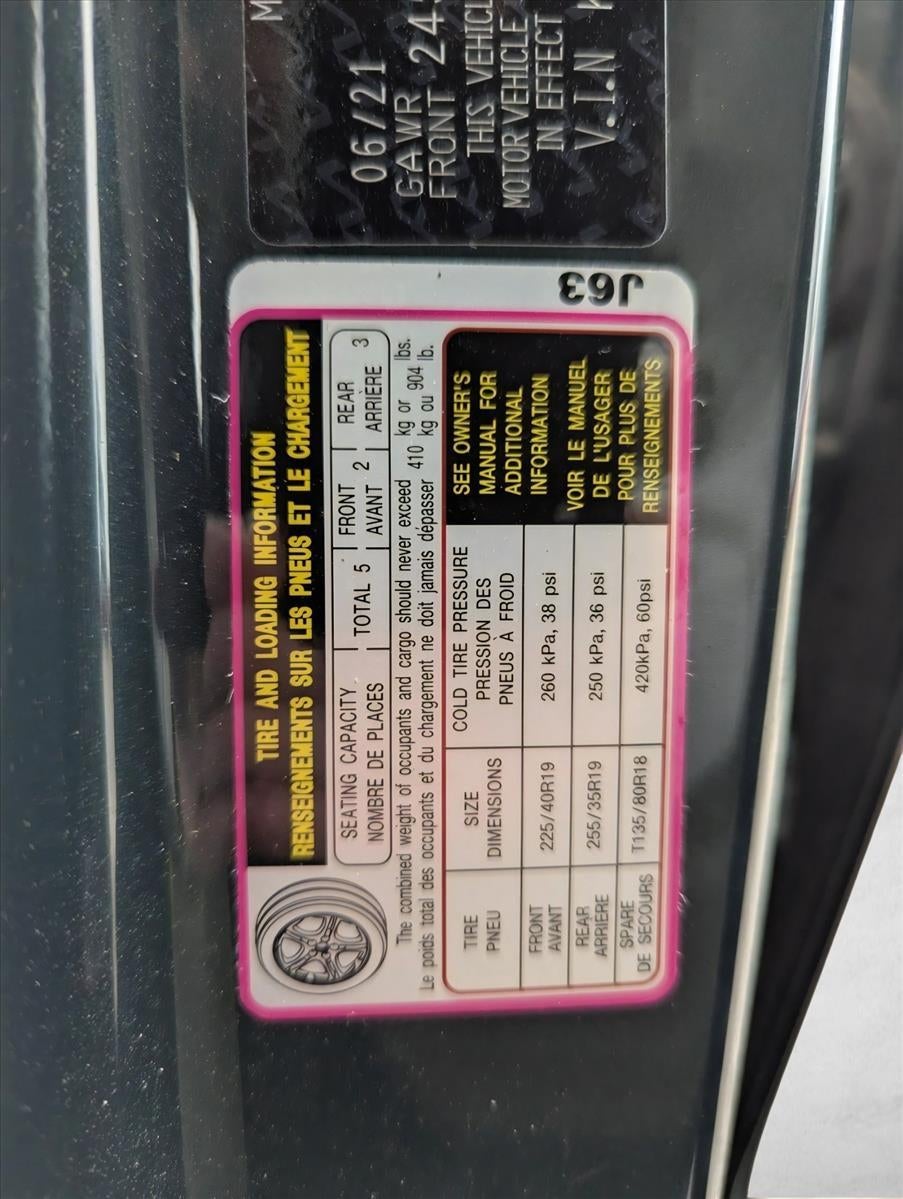 TIRE AND LOADING INFORMATION
RENSEIGNEMENTS SUR LES PNEUS ET LE CHARGEMENT
SEATING CAPACITY TOTAL 5 FRONT 2 REAR 3
NOMBRE DE PLACES AVANT ARRIÈRE
The combined weight of occupants and cargo should never exceed 410 kg or 904 lbs.
Le poids total des occupants et du chargement ne doit jamais dépasser 410 kg ou 904 lb.
TIRE SIZE COLD TIRE PRESSURE
PNEU DIMENSIONS PRESSION DES
PNEUS À FROID
FRONT 225/40R19 260 kPa, 38 psi
AVANT
REAR 255/35R19 250 kPa, 36 psi
ARRIÈRE
SPARE T135/80R18 420kPa, 60psi
DE SECOURS
SEE OWNER'S
MANUAL FOR
ADDITIONAL
INFORMATION
VOIR LE MANUEL
DE L'USAGER
POUR PLUS DE
RENSEIGNEMENTS
J63
06/21
GAWR
FRONT
THIS
MOTOR VEHICLE
IN EFFECT
V.I.N